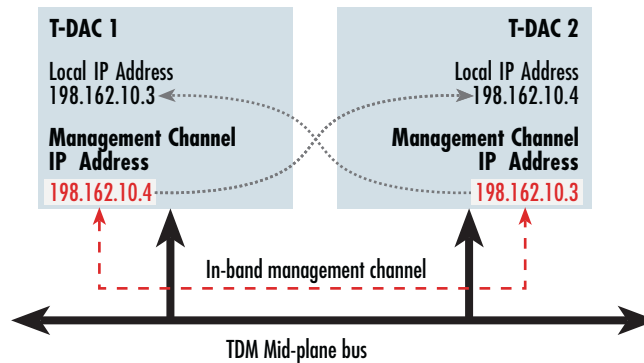 T-DAC 1
Local IP Address
198.162.10.3
Management Channel
IP Address
198.162.10.4
T-DAC 2
Local IP Address
198.162.10.4
Management Channel
IP Address
198.162.10.3
In-band management channel
TDM Mid-plane bus